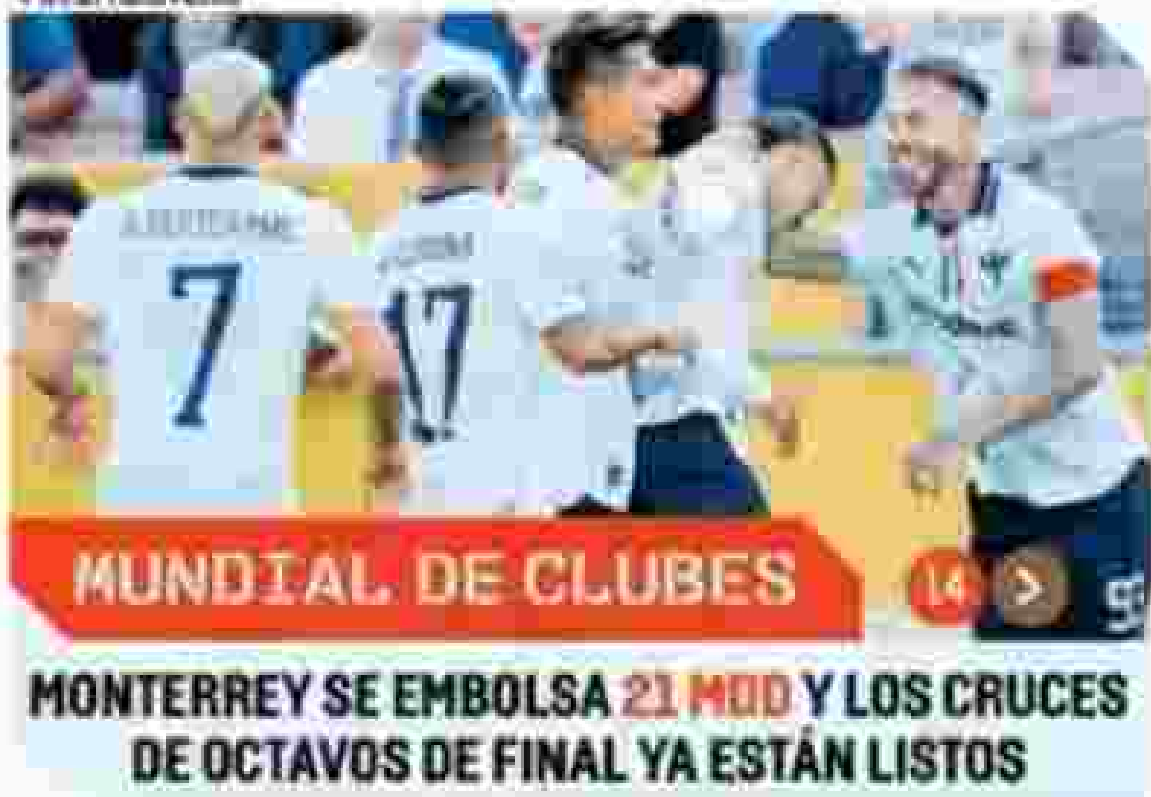 7
17
MUNDIAL DE CLUBES
14 >
MONTERREY SE EMBOLSA 21 MDD Y LOS CRUCES
DE OCTAVOS DE FINAL YA ESTÁN LISTOS